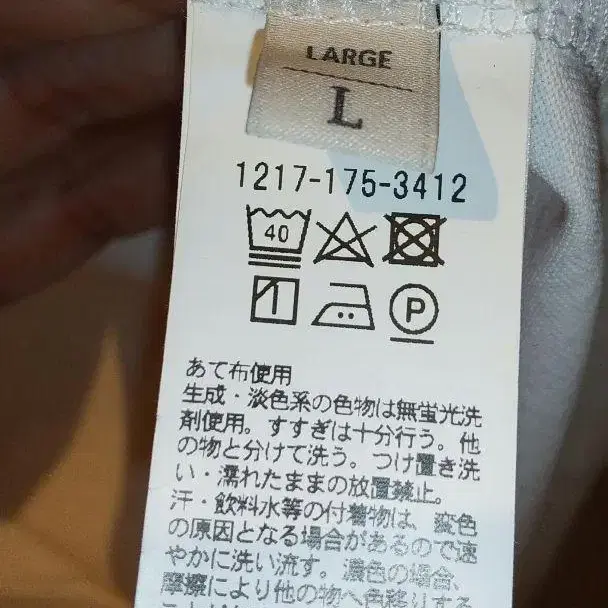 LARGE
L
1217-175-3412
40
P
あて布使用
生成・淡色系の色物は無蛍光洗
剤使用。すすぎは十分行う。他
の物と分けて洗う。つけ置き洗
い・濡れたままの放置禁止。
汗・飲料水等の付着物は、変色
の原因となる場合があるので速
やかに洗い流す。濃色の場合、
摩擦により他の物へ色移りする